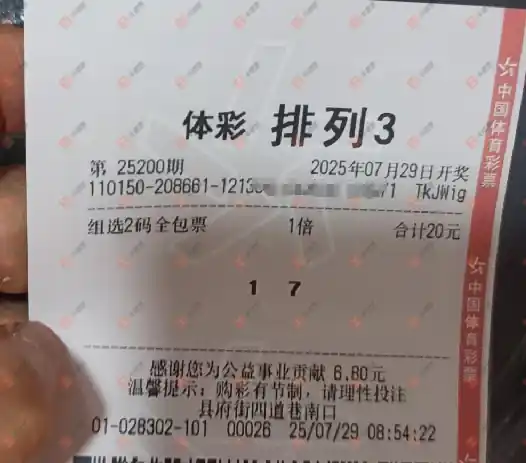 体彩 排列3
第 25200期 2025年07月29日开奖
110150-208661-1213 71 TkJWig
组选2码全包票 1倍 合计20元
1 7
感谢您为公益事业贡献 6.80元
温馨提示：购彩有节制，请理性投注
县府街四道巷南口
01-028302-101 00026 25/07/29 08:54:22
中国体育彩票
中国体育彩票